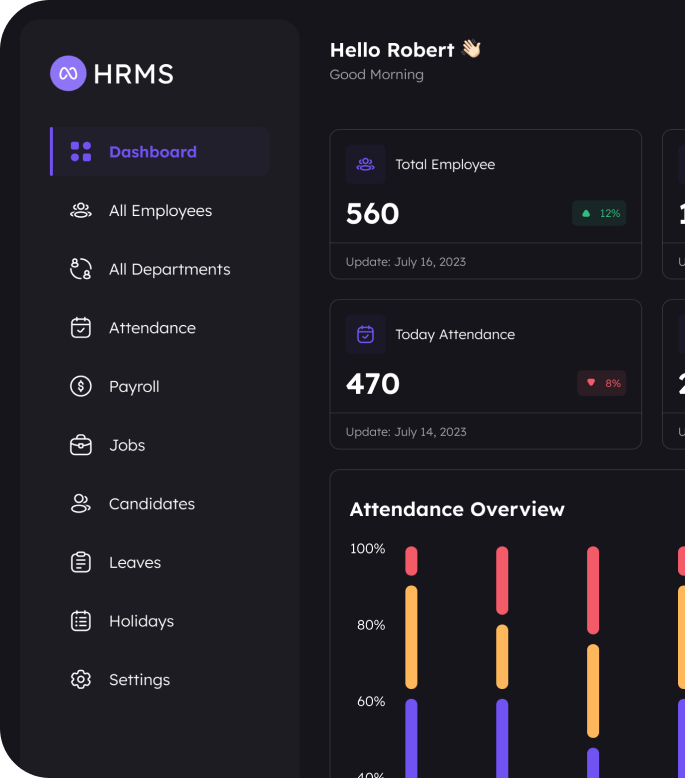 HRMS
Dashboard
All Employees
All Departments
Attendance
Payroll
Jobs
Candidates
Leaves
Holidays
Settings
Hello Robert 👋🏻
Good Morning
Total Employee
560
12%
Update: July 16, 2023
Today Attendance
470
8%
Update: July 14, 2023
Attendance Overview
100%
80%
60%
40%